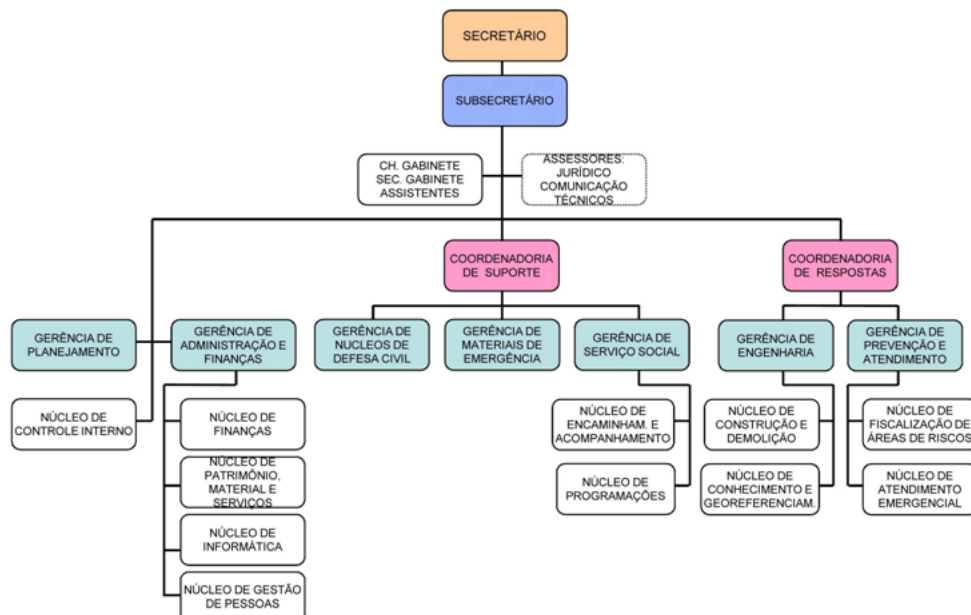 SECRETÁRIO
SUBSECRETÁRIO
CH. GABINETE
SEC. GABINETE
ASSISTENTES
ASSESSORES:
JURÍDICO
COMUNICAÇÃO
TÉCNICOS
COORDENADORIA
DE SUPORTE
COORDENADORIA
DE RESPOSTAS
GERÊNCIA DE
PLANEJAMENTO
GERÊNCIA DE
ADMINISTRAÇÃO E
FINANÇAS
GERÊNCIA DE
NUCLEOS DE
DEFESA CIVIL
GERÊNCIA DE
MATERIAIS DE
EMERGÊNCIA
GERÊNCIA DE
SERVIÇO SOCIAL
GERÊNCIA DE
ENGENHARIA
GERÊNCIA DE
PREVENÇÃO E
ATENDIMENTO
NÚCLEO DE
CONTROLE INTERNO
NÚCLEO DE
FINANÇAS
NÚCLEO DE
PATRIMÔNIO,
MATERIAL E
SERVIÇOS
NÚCLEO DE
INFORMÁTICA
NÚCLEO DE GESTÃO
DE PESSOAS
NÚCLEO DE
ENCAMINHAM. E
ACOMPANHAMENTO
NÚCLEO DE
PROGRAMAÇÕES
NÚCLEO DE
CONSTRUÇÃO E
DEMOLIÇÃO
NÚCLEO DE
CONHECIMENTO E
GEOREFERENCIAM.
NÚCLEO DE
FISCALIZAÇÃO DE
ÁREAS DE RISCOS
NÚCLEO DE
ATENDIMENTO
EMERGENCIAL